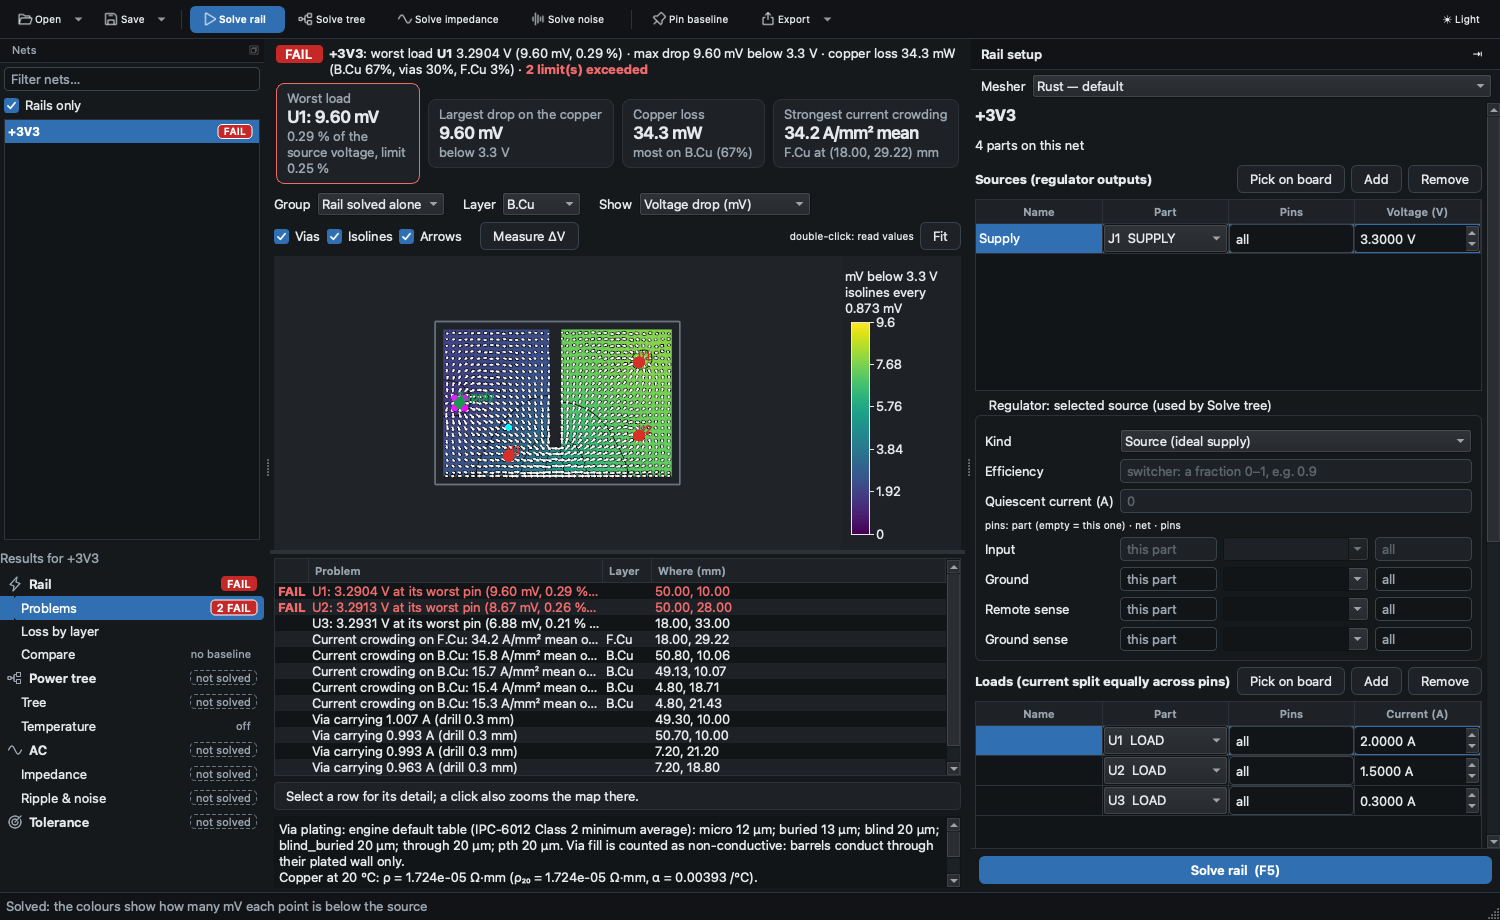 Open
Save
Solve rail
Solve tree
Solve impedance
Solve noise
Pin baseline
Export
Light
Nets
Filter nets...
Rails only
+3V3 FAIL
Results for +3V3
Rail FAIL
Problems 2 FAIL
Loss by layer
Compare no baseline
Power tree not solved
Tree not solved
Temperature off
AC not solved
Impedance not solved
Ripple & noise not solved
Tolerance not solved
FAIL +3V3: worst load U1 3.2904 V (9.60 mV, 0.29 %) · max drop 9.60 mV below 3.3 V · copper loss 34.3 mW
(B.Cu 67%, vias 30%, F.Cu 3%) · 2 limit(s) exceeded
Worst load
U1: 9.60 mV
0.29 % of the
source voltage, limit
0.25 %
Largest drop on the copper
9.60 mV
below 3.3 V
Copper loss
34.3 mW
most on B.Cu (67%)
Strongest current crowding
34.2 A/mm² mean
F.Cu at (18.00, 29.22) mm
Group Rail solved alone Layer B.Cu Show Voltage drop (mV)
Vias Isolines Arrows Measure ΔV double-click: read values Fit
mV below 3.3 V
isolines every
0.873 mV
9.6
7.68
5.76
3.84
1.92
0
Problem Layer Where (mm)
FAIL U1: 3.2904 V at its worst pin (9.60 mV, 0.29 %... 50.00, 10.00
FAIL U2: 3.2913 V at its worst pin (8.67 mV, 0.26 %... 50.00, 28.00
U3: 3.2931 V at its worst pin (6.88 mV, 0.21 % ... 18.00, 33.00
Current crowding on F.Cu: 34.2 A/mm² mean o... F.Cu 18.00, 29.22
Current crowding on B.Cu: 15.8 A/mm² mean o... B.Cu 50.80, 10.06
Current crowding on B.Cu: 15.7 A/mm² mean o... B.Cu 49.13, 10.07
Current crowding on B.Cu: 15.4 A/mm² mean o... B.Cu 4.80, 18.71
Current crowding on B.Cu: 15.3 A/mm² mean o... B.Cu 4.80, 21.43
Via carrying 1.007 A (drill 0.3 mm) 49.30, 10.00
Via carrying 0.993 A (drill 0.3 mm) 50.70, 10.00
Via carrying 0.993 A (drill 0.3 mm) 7.20, 21.20
Via carrying 0.963 A (drill 0.3 mm) 7.20, 18.80
Select a row for its detail; a click also zooms the map there.
Via plating: engine default table (IPC-6012 Class 2 minimum average): micro 12 µm; buried 13 µm; blind 20 µm;
blind_buried 20 µm; through 20 µm; pth 20 µm. Via fill is counted as non-conductive: barrels conduct through
their plated wall only.
Copper at 20 °C: ρ = 1.724e-05 Ω·mm (ρ₂₀ = 1.724e-05 Ω·mm, α = 0.00393 /°C).
Rail setup
Mesher Rust — default
+3V3
4 parts on this net
Sources (regulator outputs) Pick on board Add Remove
Name Part Pins Voltage (V)
Supply J1 SUPPLY all 3.3000 V
Regulator: selected source (used by Solve tree)
Kind Source (ideal supply)
Efficiency switcher: a fraction 0–1, e.g. 0.9
Quiescent current (A) 0
pins: part (empty = this one) · net · pins
Input this part all
Ground this part all
Remote sense this part all
Ground sense this part all
Loads (current split equally across pins) Pick on board Add Remove
Name Part Pins Current (A)
U1 LOAD all 2.0000 A
U2 LOAD all 1.5000 A
U3 LOAD all 0.3000 A
Solve rail (F5)
Solved: the colours show how many mV each point is below the source